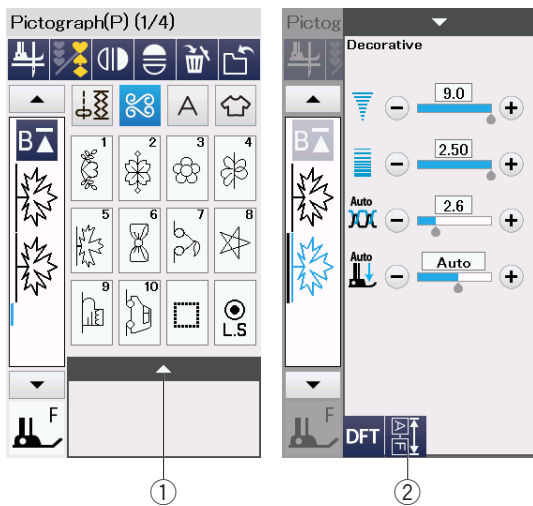 Pictograph(P) (1/4)
B
A
1
2
3
4
5
6
7
8
9
10
L.S
F
①
Pictog
Decorative
B
9.0
2.50
Auto
2.6
Auto
Auto
F
DFT
A
F
②